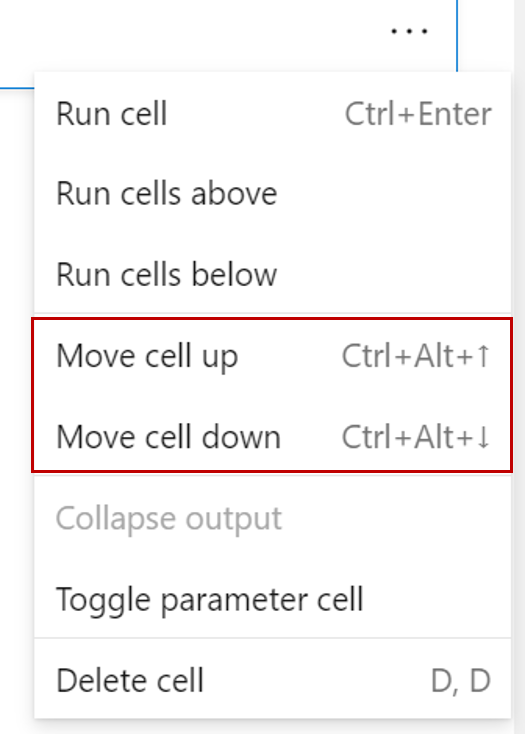 ...
Run cell Ctrl+Enter
Run cells above
Run cells below
Move cell up Ctrl+Alt+↑
Move cell down Ctrl+Alt+↓
Collapse output
Toggle parameter cell
Delete cell D, D